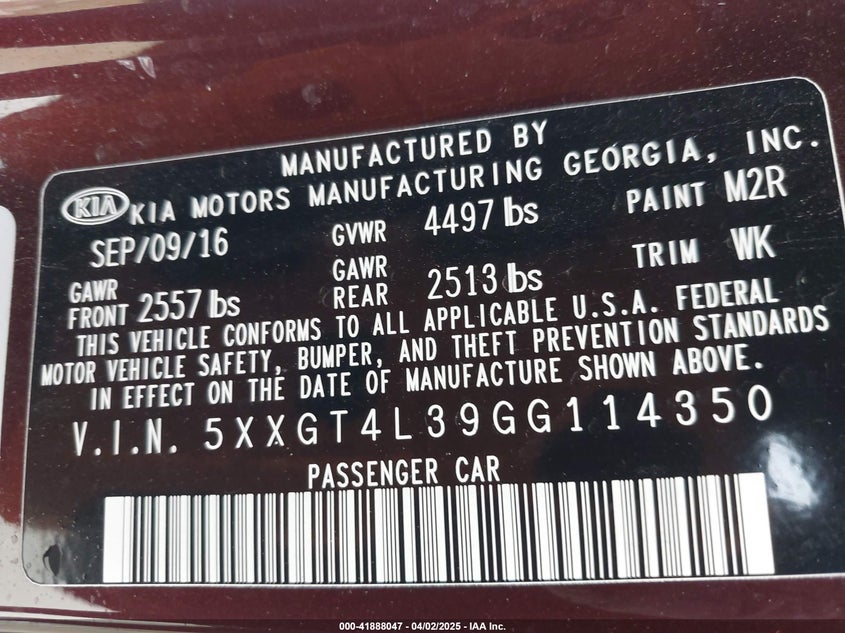 MANUFACTURED BY
KIA KIA MOTORS MANUFACTURING GEORGIA, INC.
SEP/09/16 GVWR 4497 lbs PAINT M2R
GAWR FRONT 2557 lbs GAWR REAR 2513 lbs TRIM WK
THIS VEHICLE CONFORMS TO ALL APPLICABLE U.S.A. FEDERAL
MOTOR VEHICLE SAFETY, BUMPER, AND THEFT PREVENTION STANDARDS
IN EFFECT ON THE DATE OF MANUFACTURE SHOWN ABOVE.
V.I.N. 5XXGT4L39GG114350
PASSENGER CAR
000-41888047 - 04/02/2025 - IAA Inc.